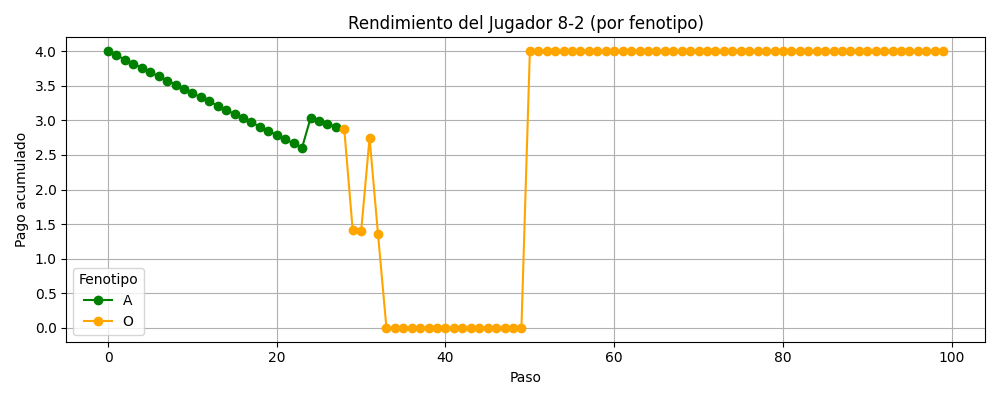 Rendimiento del Jugador 8-2 (por fenotipo)
Pago acumulado
4.0
3.5
3.0
2.5
2.0
1.5
1.0
0.5
0.0
Fenotipo
A
O
0 20 40 60 80 100
Paso